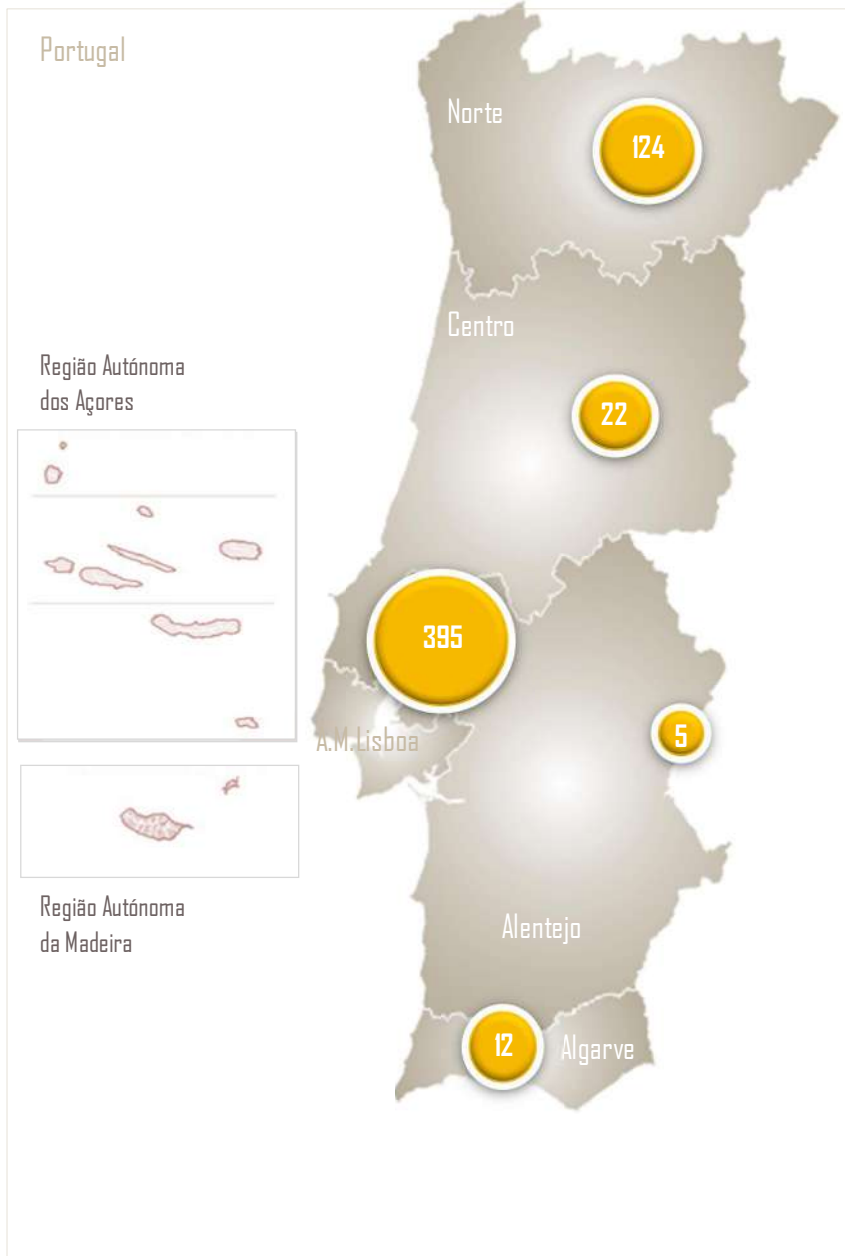 Portugal
Norte
124
Centro
22
Região Autónoma
dos Açores
395
A.M.Lisboa
5
Região Autónoma
da Madeira
Alentejo
12
Algarve